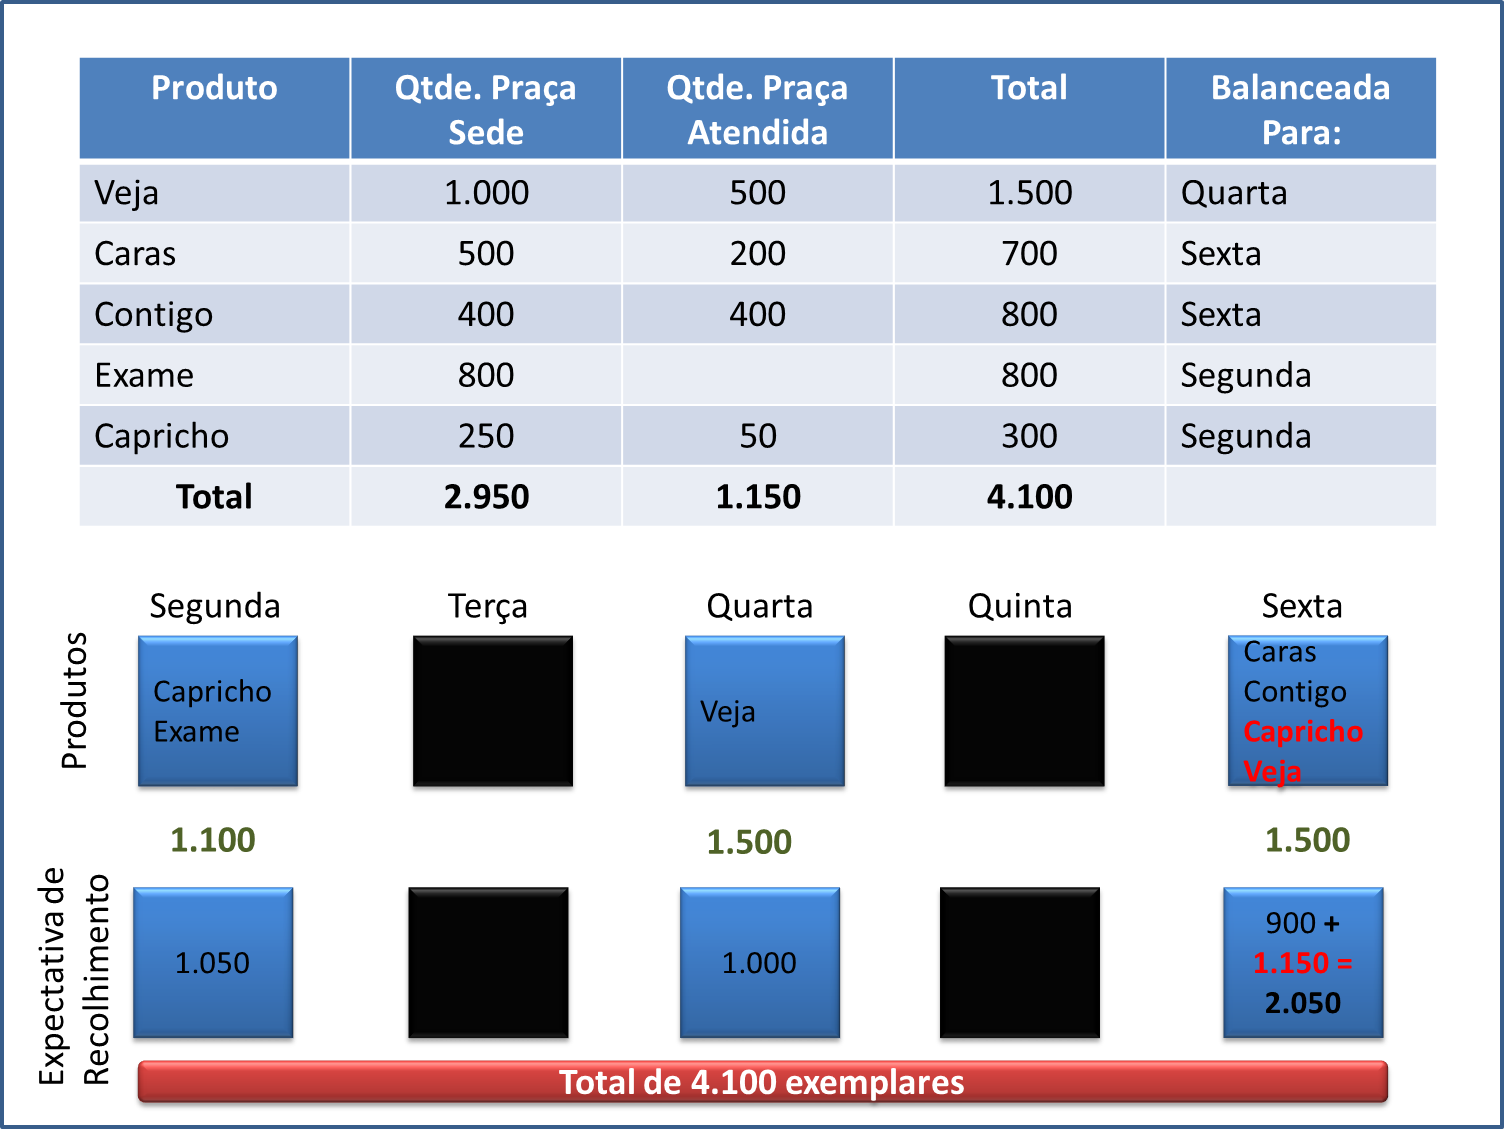 Produto Qtde. Praça Sede Qtde. Praça Atendida Total Balanceada Para:
Veja 1.000 500 1.500 Quarta
Caras 500 200 700 Sexta
Contigo 400 400 800 Sexta
Exame 800 800 Segunda
Capricho 250 50 300 Segunda
Total 2.950 1.150 4.100
Segunda Terça Quarta Quinta Sexta
Produtos
Capricho
Exame
Veja
Caras
Contigo
Capricho
Veja
1.100 1.500 1.500
Expectativa de
Recolhimento
1.050
1.000
900 +
1.150 =
2.050
Total de 4.100 exemplares